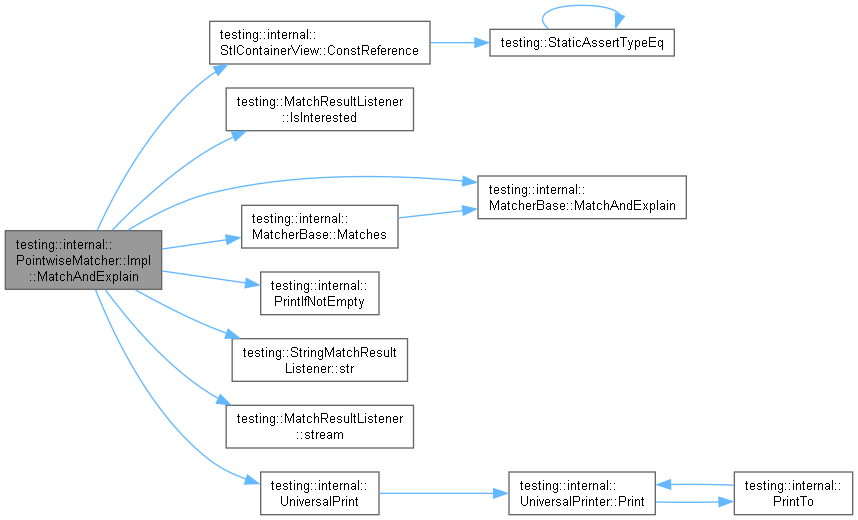 testing::internal::
StlContainerView::ConstReference
testing::StaticAssertTypeEq
testing::MatchResultListener
::IsInterested
testing::internal::
MatcherBase::MatchAndExplain
testing::internal::
MatcherBase::Matches
testing::internal::
PointwiseMatcher::Impl
::MatchAndExplain
testing::internal::
PrintIfNotEmpty
testing::StringMatchResult
Listener::str
testing::MatchResultListener
::stream
testing::internal::
UniversalPrint
testing::internal::
UniversalPrinter::Print
testing::internal::
PrintTo